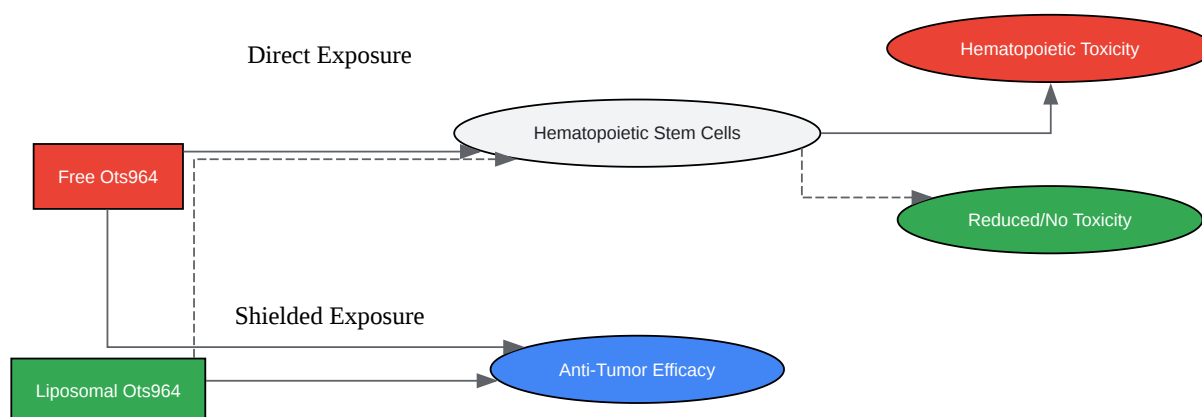 Direct Exposure
Hematopoietic Toxicity
Hematopoietic Stem Cells
Free Ots964
Reduced/No Toxicity
Shielded Exposure
Anti-Tumor Efficacy
Liposomal Ots964